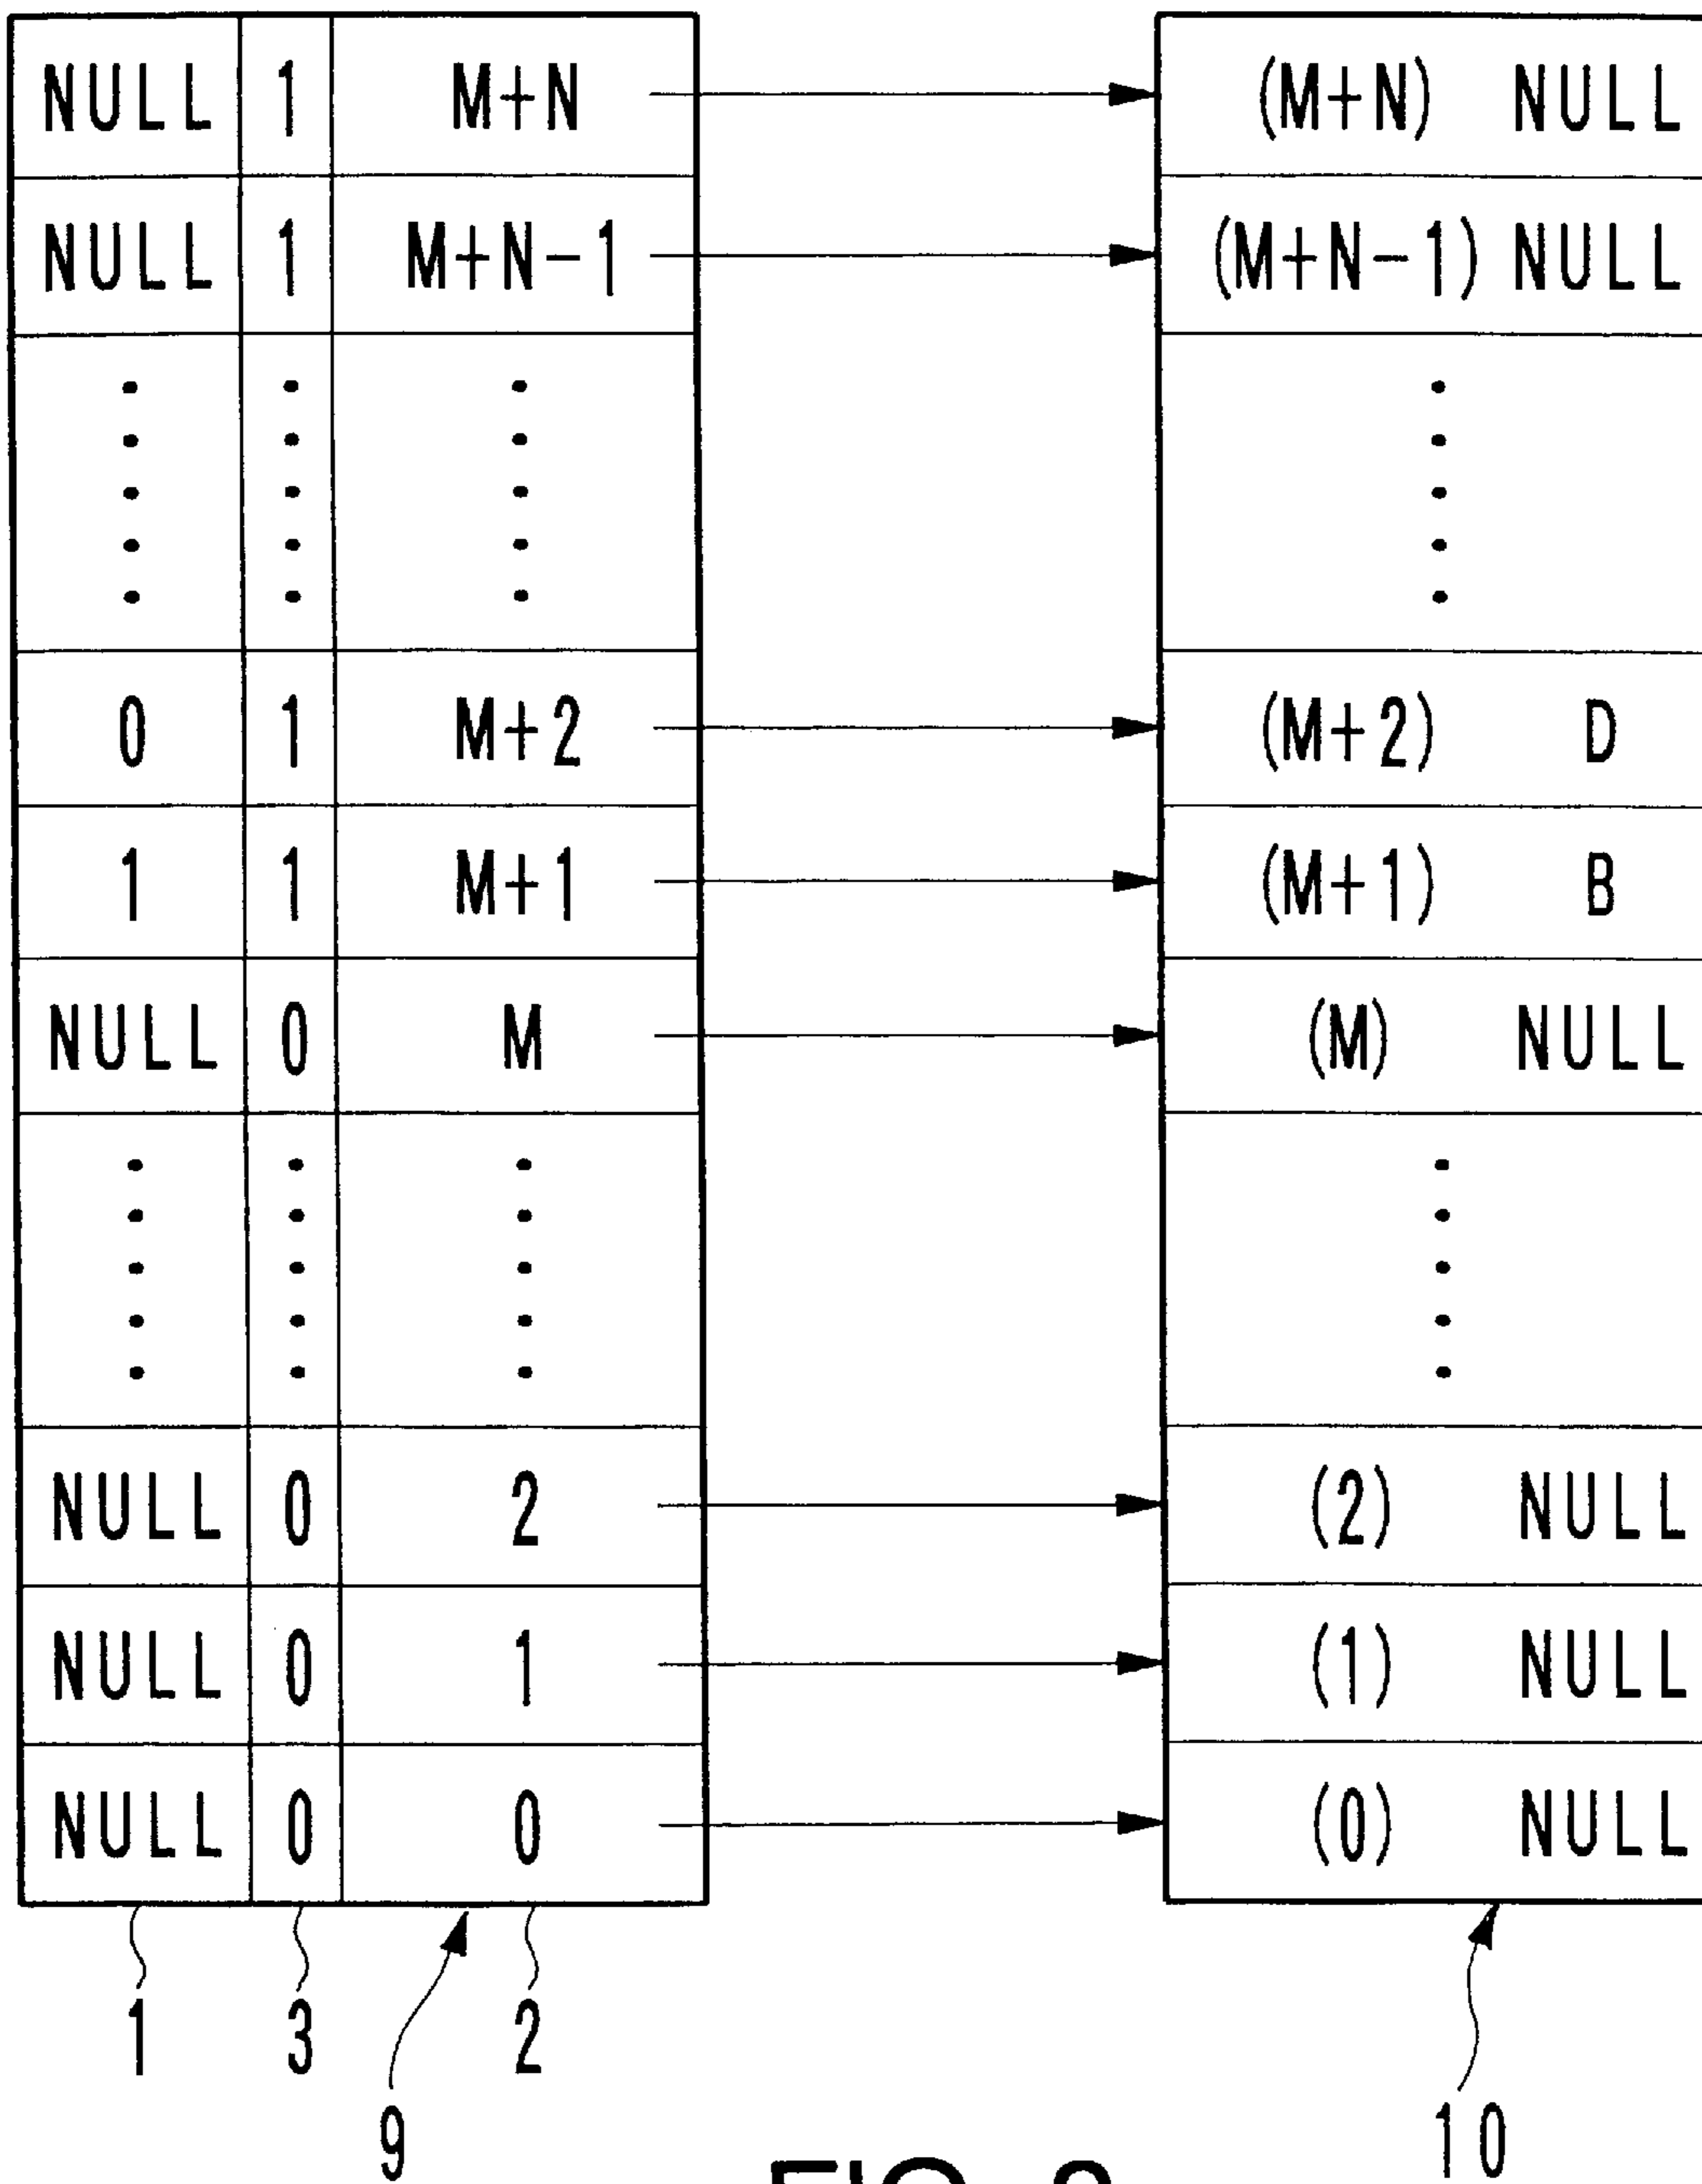 NULL 1 M+N (M+N) NULL
NULL 1 M+N-1 (M+N-1) NULL
0 1 M+2 (M+2) D
1 1 M+1 (M+1) B
NULL 0 M (M) NULL
NULL 0 2 (2) NULL
NULL 0 1 (1) NULL
NULL 0 0 (0) NULL
1 3 2
9 10